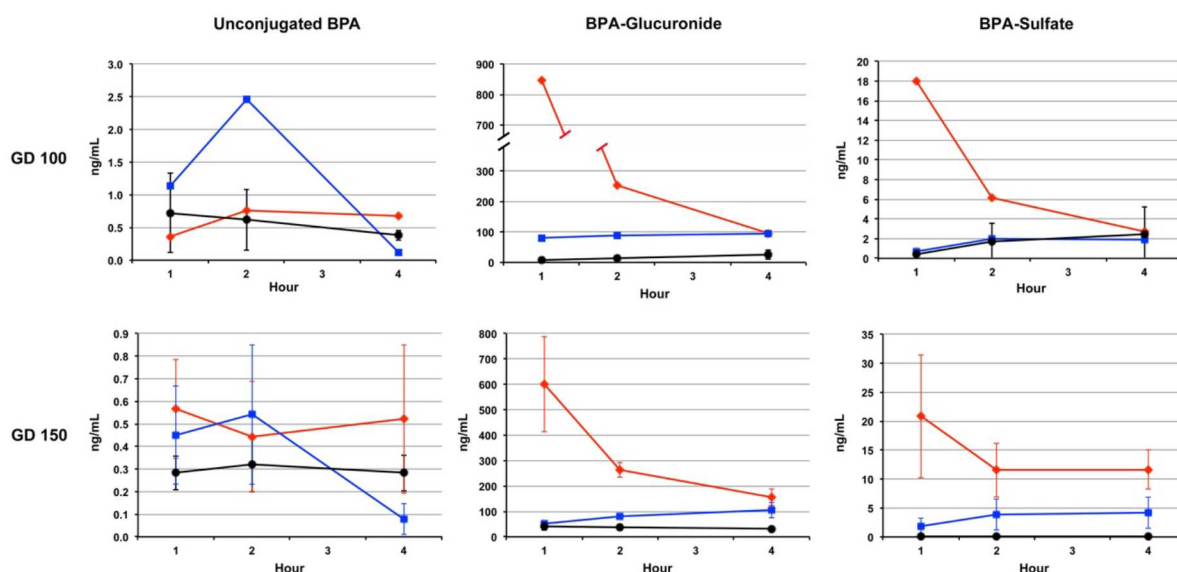 Unconjugated BPA
BPA-Glucuronide
BPA-Sulfate
GD 100
ng/mL
3.0
2.5
2.0
1.5
1.0
0.5
0.0
1 2 3 4
Hour
ng/mL
900
800
700
300
200
100
0
1 2 3 4
Hour
ng/mL
20
18
16
14
12
10
8
6
4
2
0
1 2 3 4
Hour
GD 150
ng/mL
0.9
0.8
0.7
0.6
0.5
0.4
0.3
0.2
0.1
0.0
1 2 3 4
Hour
ng/mL
800
700
600
500
400
300
200
100
0
1 2 3 4
Hour
ng/mL
35
30
25
20
15
10
5
0
1 2 3 4
Hour